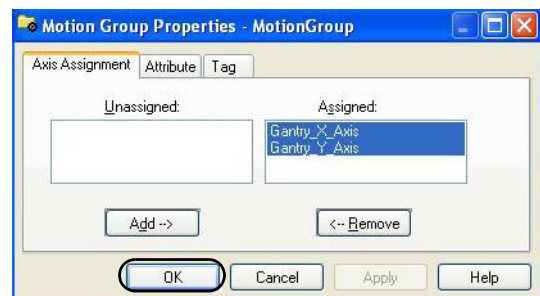 Motion Group Properties - MotionGroup
Axis Assignment Attribute Tag
Unassigned: Assigned:
Gantry_X_Axis
Gantry_Y_Axis
Add --> <-- Remove
OK Cancel Apply Help